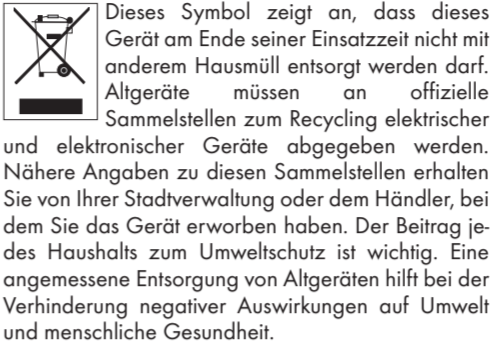 Dieses Symbol zeigt an, dass dieses
Gerät am Ende seiner Einsatzzeit nicht mit
anderem Hausmüll entsorgt werden darf.
Altgeräte müssen an offizielle
Sammelstellen zum Recycling elektrischer
und elektronischer Geräte abgegeben werden.
Nähere Angaben zu diesen Sammelstellen erhalten
Sie von Ihrer Stadtverwaltung oder dem Händler, bei
dem Sie das Gerät erworben haben. Der Beitrag je-
des Haushalts zum Umweltschutz ist wichtig. Eine
angemessene Entsorgung von Altgeräten hilft bei der
Verhinderung negativer Auswirkungen auf Umwelt
und menschliche Gesundheit.